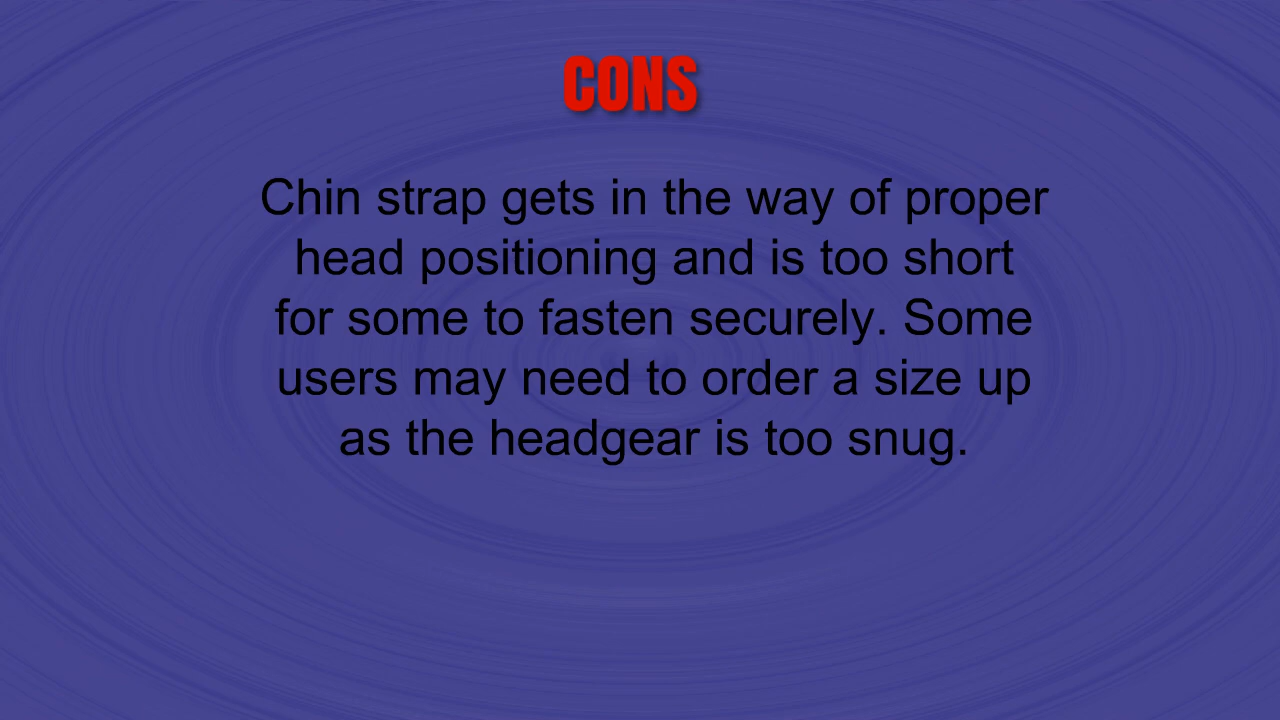 CONS
Chin strap gets in the way of proper
head positioning and is too short
for some to fasten securely. Some
users may need to order a size up
as the headgear is too snug.